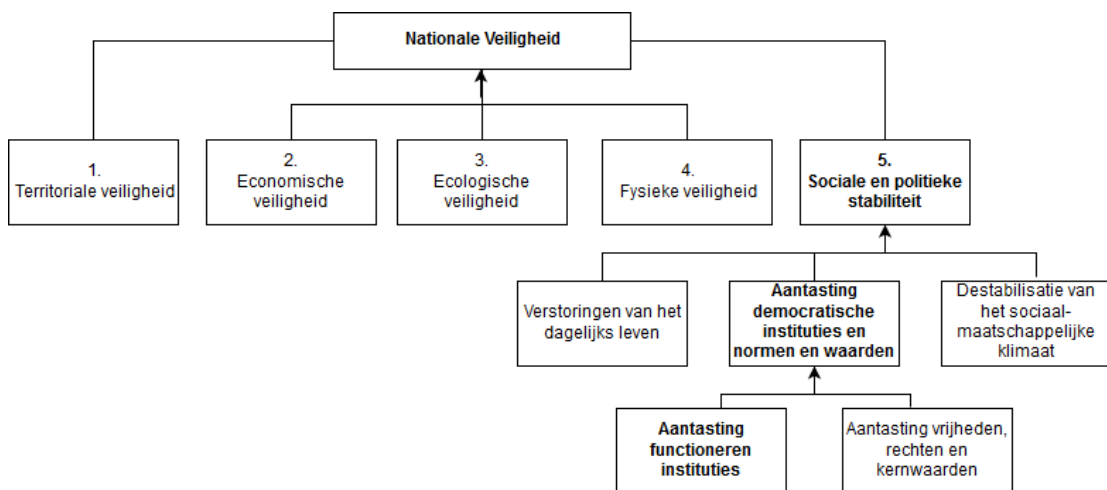 Nationale Veiligheid
1.
Territoriale veiligheid
2.
Economische
veiligheid
3.
Ecologische
veiligheid
4.
Fysieke veiligheid
5.
Sociale en politieke
stabiliteit
Verstoringen van het
dagelijks leven
Aantasting
democratische
instituties en
normen en waarden
Destabilisatie van
het sociaal-
maatschappelijke
klimaat
Aantasting
functioneren
instituties
Aantasting vrijheden,
rechten en
kernwaarden